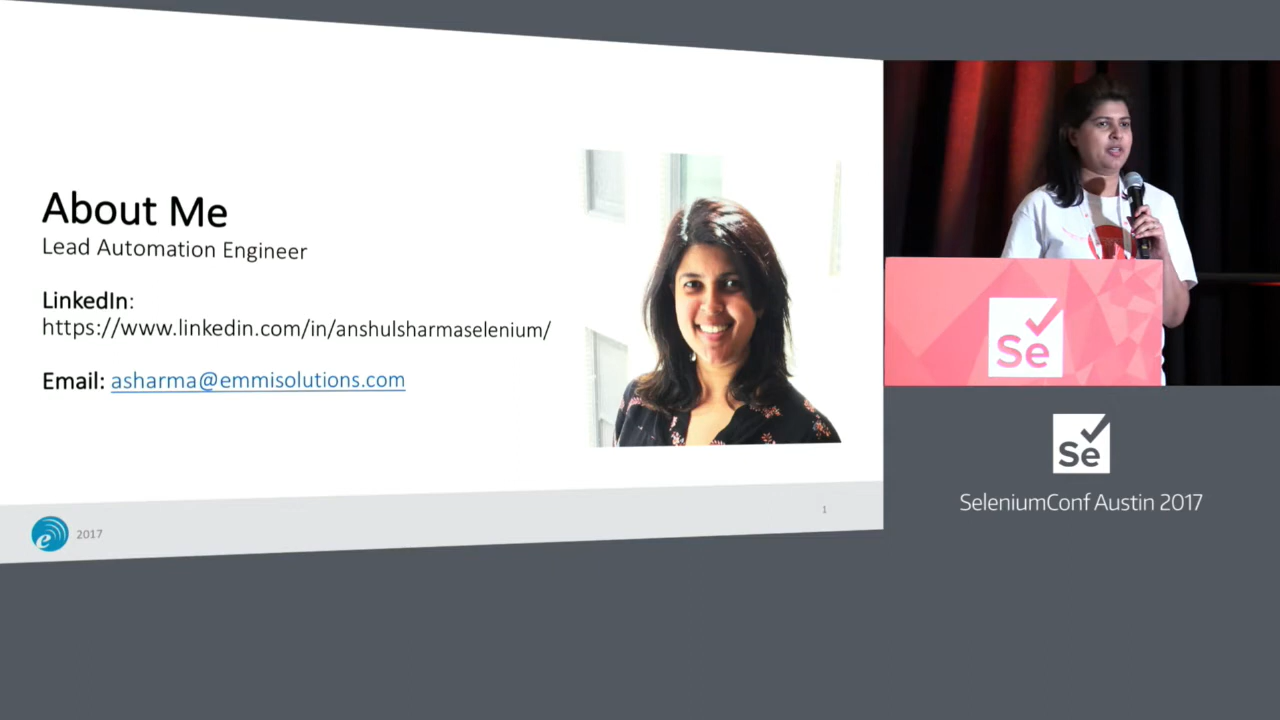 About Me
Lead Automation Engineer
LinkedIn:
https://www.linkedin.com/in/anshulsharmaselenium/
Email: asharma@emmisolutions.com
e 2017
1
Se
Se
SeleniumConf Austin 2017